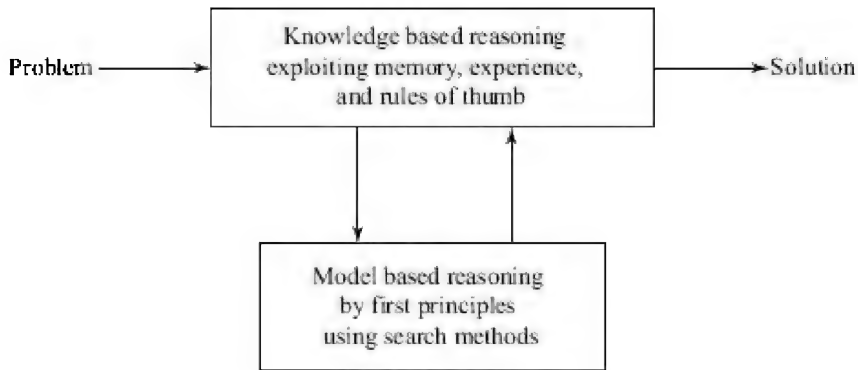 Knowledge based reasoning
Problem
exploiting memory, experience,
Solution
and rules of thumb
Model based reasoning
by first principles
using search methods